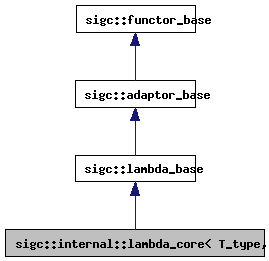 sigc::functor_base
sigc::adaptor_base
sigc::lambda_base
sigc::internal::lambda_core< T_type,